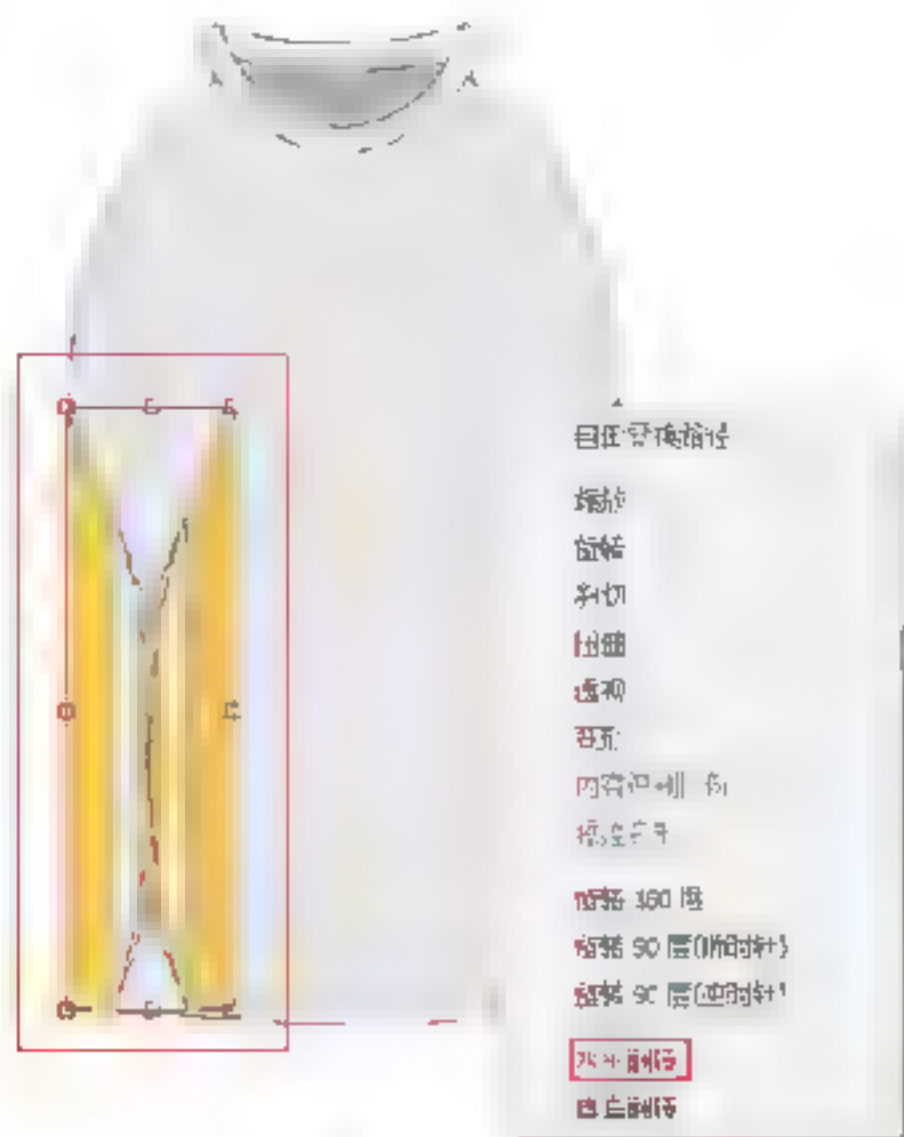 自由变换路径
缩放
旋转
斜切
扭曲
透视
变形
旋转 180 度
旋转 90 度(顺时针)
旋转 90 度(逆时针)
水平翻转
垂直翻转